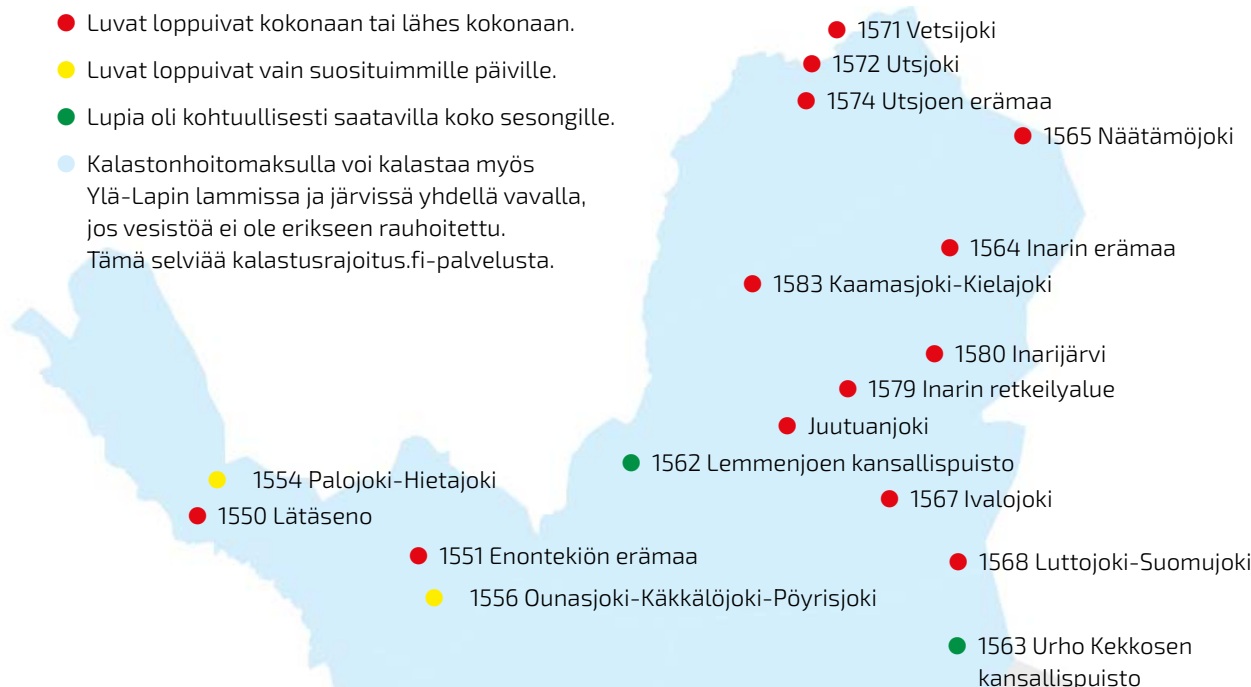 Luvat loppuivat kokonaan tai lähes kokonaan.
Luvat loppuivat vain suosituimmille päiville.
Lupia oli kohtuullisesti saatavilla koko sesongille.
Kalastonhoitomaksulla voi kalastaa myös
Ylä-Lapin lammissa ja järvissä yhdellä vavalla,
jos vesistöä ei ole erikseen rauhoitettu.
Tämä selviää kalastusrajoitus.fi-palvelusta.
1571 Vetsijoki
1572 Utsjoki
1574 Utsjoen erämaa
1565 Näätämöjoki
1564 Inarin erämaa
1583 Kaamasjoki-Kielajoki
1580 Inarijärvi
1579 Inarin retkeilyalue
Juutuanjoki
1562 Lemmenjoen kansallispuisto
1554 Palojoki-Hietajoki
1567 Ivalojoki
1550 Lätäseno
1551 Enontekiön erämaa
1568 Luttojoki-Suomujoki
1556 Ounasjoki-Käkkälöjoki-Pöyrisjoki
1563 Urho Kekkosen
kansallispuisto